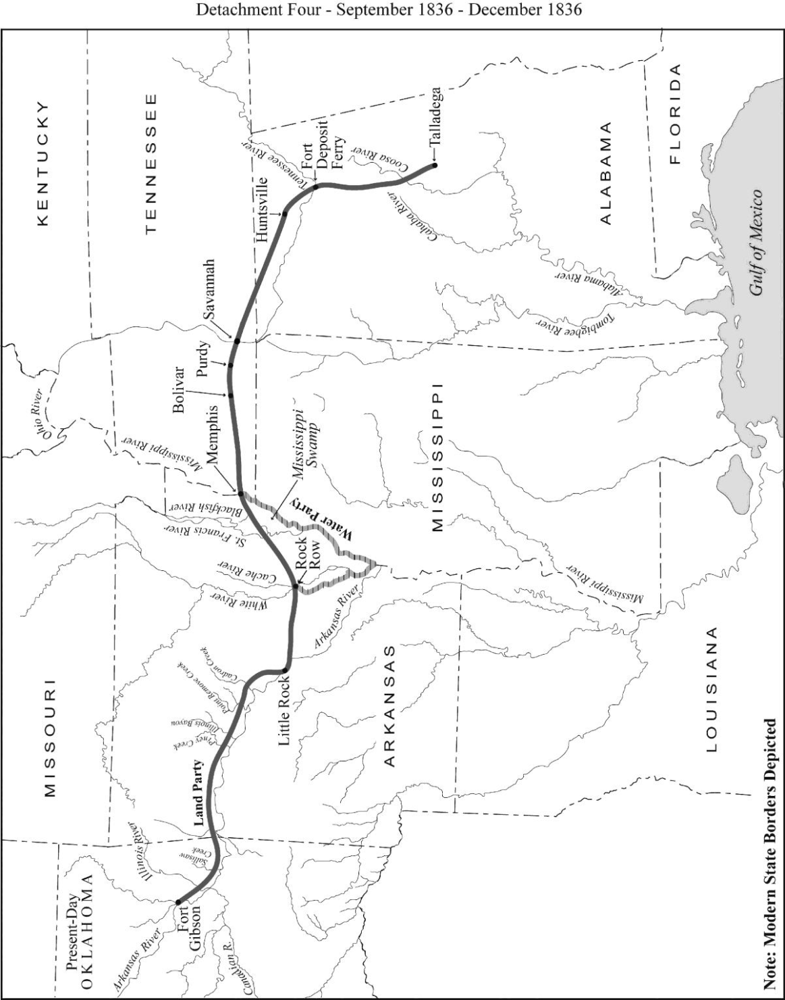 Detachment Four - September 1836 - December 1836
KENTUCKY
TENNESSEE
ALABAMA
FLORIDA
Gulf of Mexico
Talladega
Coosa River
Fort
Deposit
Ferry
Tennessee River
Huntsville
Cahaba River
Alabama River
Tombigbee River
Savannah
Purdy
Bolivar
Memphis
Ohio River
Mississippi River
Mississippi
Swamp
MISSISSIPPI
Water Party
Blackfish River
St. Francis River
Rock
Row
Cache River
White River
Arkansas River
Mississippi River
MISSOURI
ARKANSAS
LOUISIANA
Cadron Creek
Point Remove Creek
Illinois Bayou
Piney Creek
Little Rock
Land Party
Illinois River
Sallisaw
Creek
Present-Day
OKLAHOMA
Fort
Gibson
Arkansas River
Canadian R.
Note: Modern State Borders Depicted